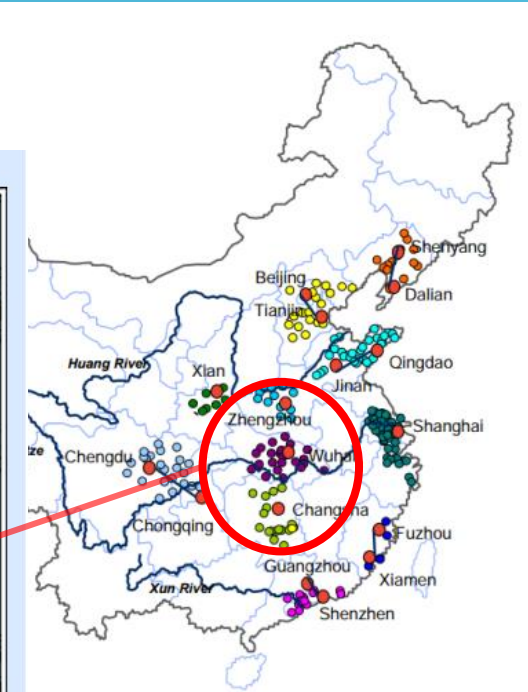 Shenyang
Beijing
Dalian
Tianjin
Huang River
Qingdao
Xian
Jinan
Zhengzhou
Shanghai
tze
Chengdu
Wuhan
Changsha
Chongqing
Fuzhou
Guangzhou
Xiamen
Xun River
Shenzhen